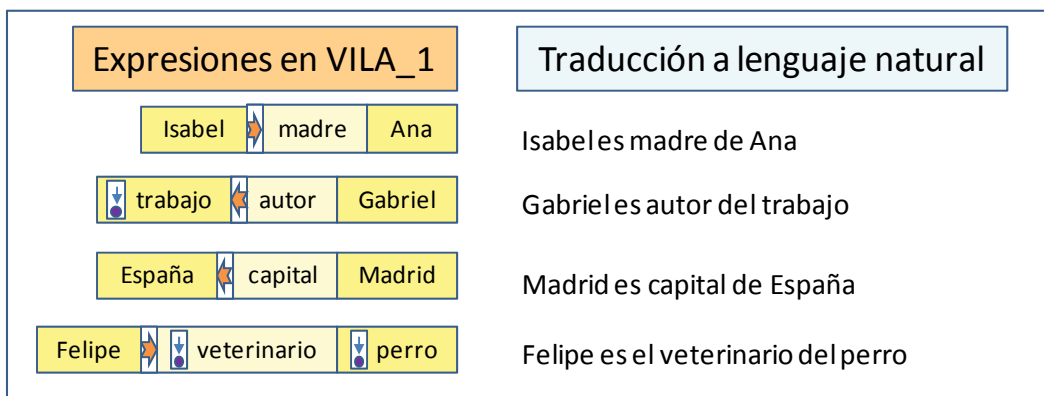 Expresiones en VILA_1
Traducción a lenguaje natural
Isabel madre Ana
Isabel es madre de Ana
trabajo autor Gabriel
Gabriel es autor del trabajo
España capital Madrid
Madrid es capital de España
Felipe veterinario perro
Felipe es el veterinario del perro